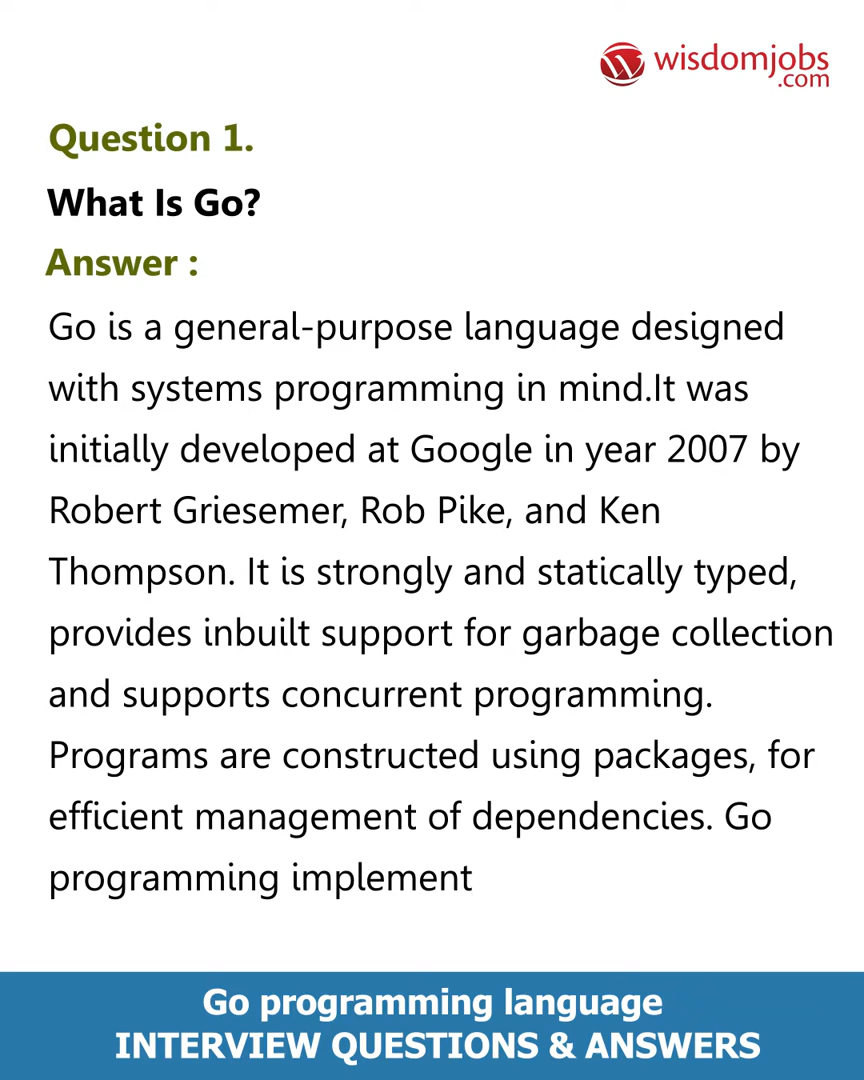 wisdomjobs
.com
Question 1.
What Is Go?
Answer :
Go is a general-purpose language designed
with systems programming in mind.It was
initially developed at Google in year 2007 by
Robert Griesemer, Rob Pike, and Ken
Thompson. It is strongly and statically typed,
provides inbuilt support for garbage collection
and supports concurrent programming.
Programs are constructed using packages, for
efficient management of dependencies. Go
programming implement
Go programming language
INTERVIEW QUESTIONS & ANSWERS